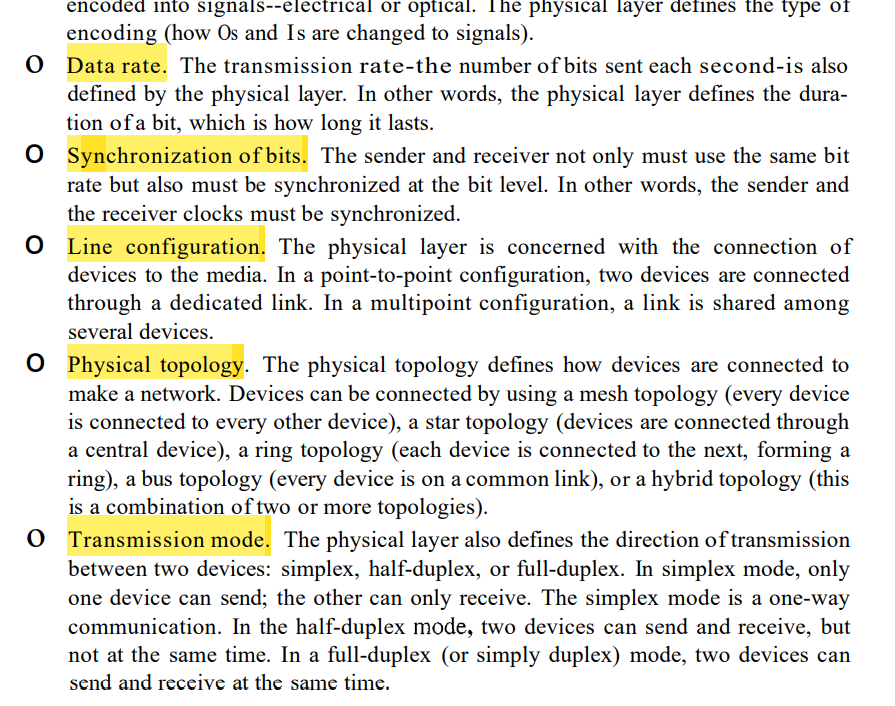 encoded into signals--electrical or optical. The physical layer defines the type of
encoding (how Os and Is are changed to signals).
O Data rate. The transmission rate-the number of bits sent each second-is also
defined by the physical layer. In other words, the physical layer defines the dura-
tion of a bit, which is how long it lasts.
O Synchronization of bits. The sender and receiver not only must use the same bit
rate but also must be synchronized at the bit level. In other words, the sender and
the receiver clocks must be synchronized.
O Line configuration. The physical layer is concerned with the connection of
devices to the media. In a point-to-point configuration, two devices are connected
through a dedicated link. In a multipoint configuration, a link is shared among
several devices.
O Physical topology. The physical topology defines how devices are connected to
make a network. Devices can be connected by using a mesh topology (every device
is connected to every other device), a star topology (devices are connected through
a central device), a ring topology (each device is connected to the next, forming a
ring), a bus topology (every device is on a common link), or a hybrid topology (this
is a combination of two or more topologies).
O Transmission mode. The physical layer also defines the direction of transmission
between two devices: simplex, half-duplex, or full-duplex. In simplex mode, only
one device can send; the other can only receive. The simplex mode is a one-way
communication. In the half-duplex mode, two devices can send and receive, but
not at the same time. In a full-duplex (or simply duplex) mode, two devices can
send and receive at the same time.